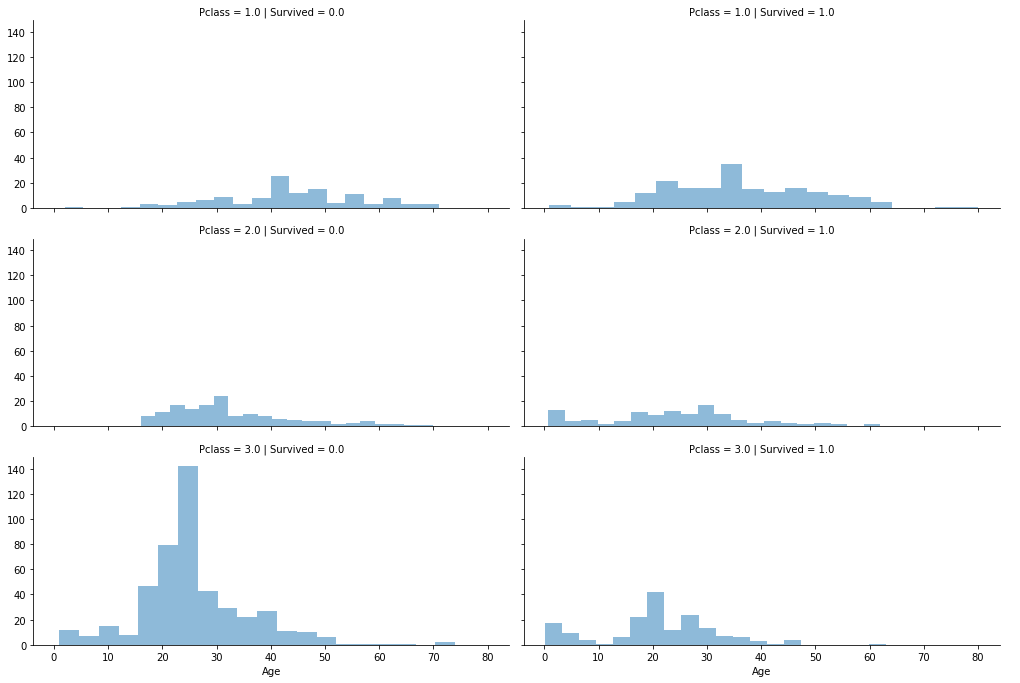 Pclass = 1.0 | Survived = 0.0
Pclass = 1.0 | Survived = 1.0
140
120
100
80
60
40
20
0
Pclass = 2.0 | Survived = 0.0
Pclass = 2.0 | Survived = 1.0
140
120
100
80
60
40
20
0
Pclass = 3.0 | Survived = 0.0
Pclass = 3.0 | Survived = 1.0
140
120
100
80
60
40
20
0
0 10 20 30 40 50 60 70 80
0 10 20 30 40 50 60 70 80
Age
Age